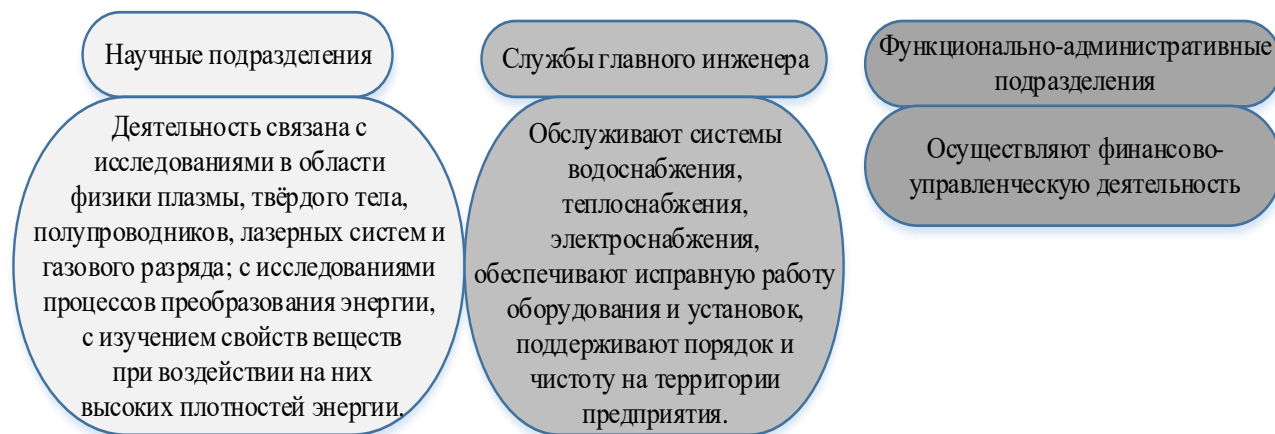 Научные подразделения
Деятельность связана с
исследованиями в области
физики плазмы, твёрдого тела,
полупроводников, лазерных систем и
газового разряда; с исследованиями
процессов преобразования энергии,
с изучением свойств веществ
при воздействии на них
высоких плотностей энергии.
Службы главного инженера
Обслуживают системы
водоснабжения,
теплоснабжения,
электроснабжения,
обеспечивают исправную работу
оборудования и установок,
поддерживают порядок и
чистоту на территории
предприятия.
Функционально-административные
подразделения
Осуществляют финансово-
управленческую деятельность